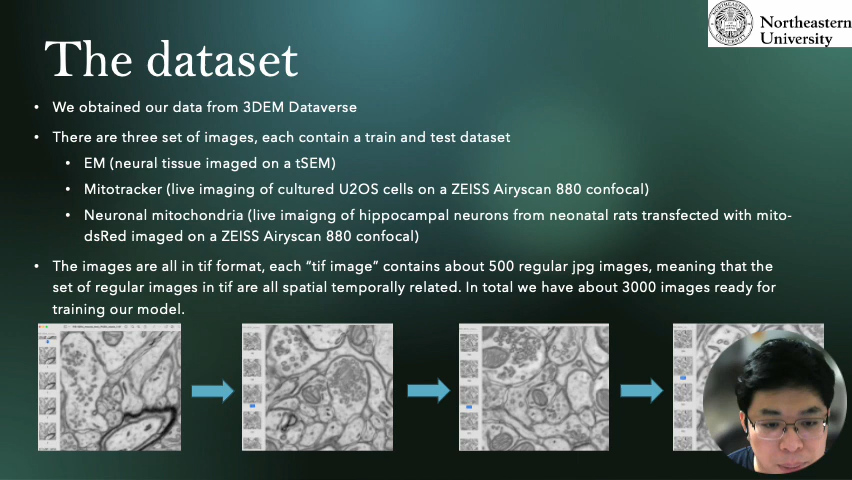 Northeastern
University
The dataset
• We obtained our data from 3DEM Dataverse
• There are three set of images, each contain a train and test dataset
• EM (neural tissue imaged on a tSEM)
• Mitotracker (live imaging of cultured U2OS cells on a ZEISS Airyscan 880 confocal)
• Neuronal mitochondria (live imaigng of hippocampal neurons from neonatal rats transfected with mito-
dsRed imaged on a ZEISS Airyscan 880 confocal)
• The images are all in tif format, each “tif image” contains about 500 regular jpg images, meaning that the
set of regular images in tif are all spatial temporally related. In total we have about 3000 images ready for
training our model.